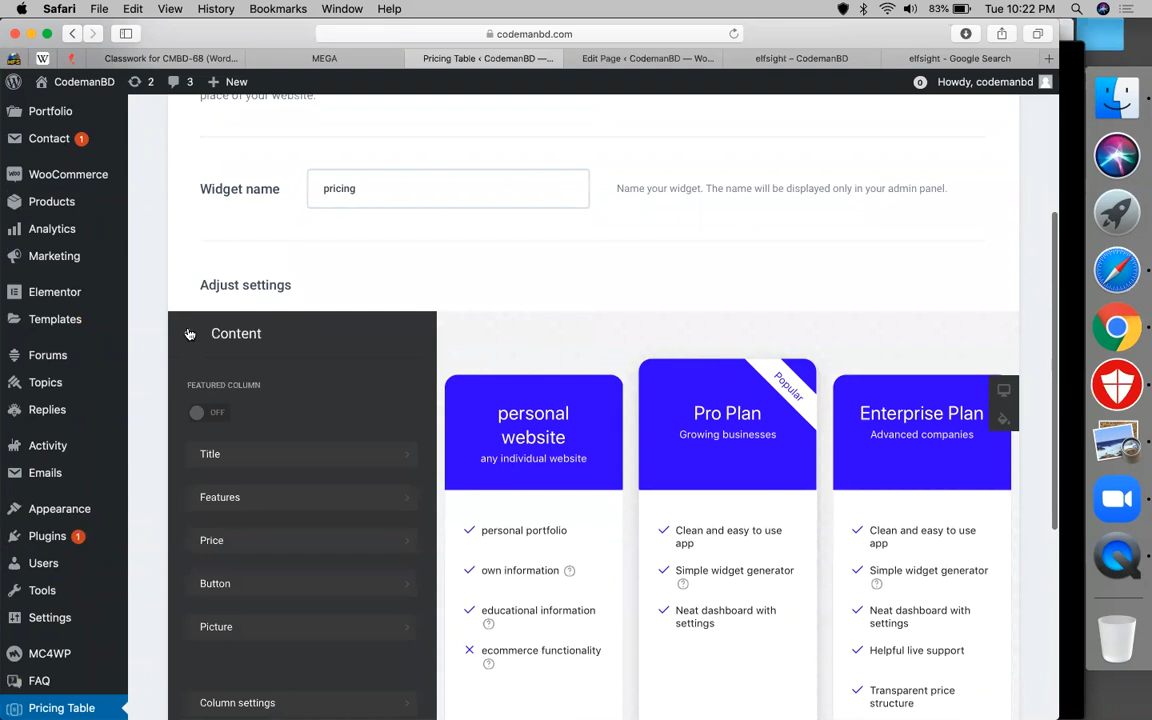 Safari File Edit View History Bookmarks Window Help 83% Tue 10:22 PM
codemanbd.com
Classwork for CMBD-68 (Word... MEGA Pricing Table ‹ CodemanBD —... Edit Page ‹ CodemanBD — Wo... elfsight – CodemanBD elfsight - Google Search
CodemanBD 2 3 New 0 Howdy, codemanbd
Portfolio
Contact 1
WooCommerce
Products
Analytics
Marketing
Elementor
Templates
Forums
Topics
Replies
Activity
Emails
Appearance
Plugins 1
Users
Tools
Settings
MC4WP
FAQ
Pricing Table
place of your website.
Widget name pricing Name your widget. The name will be displayed only in your admin panel.
Adjust settings
Content
FEATURED COLUMN
OFF
Title
Features
Price
Button
Picture
Column settings
personal
website
any individual website
personal portfolio
own information ?
educational information
?
ecommerce functionality
?
Popular
Pro Plan
Growing businesses
Clean and easy to use
app
Simple widget generator
?
Neat dashboard with
settings
Enterprise Plan
Advanced companies
Clean and easy to use
app
Simple widget generator
?
Neat dashboard with
settings
Helpful live support
Transparent price
structure